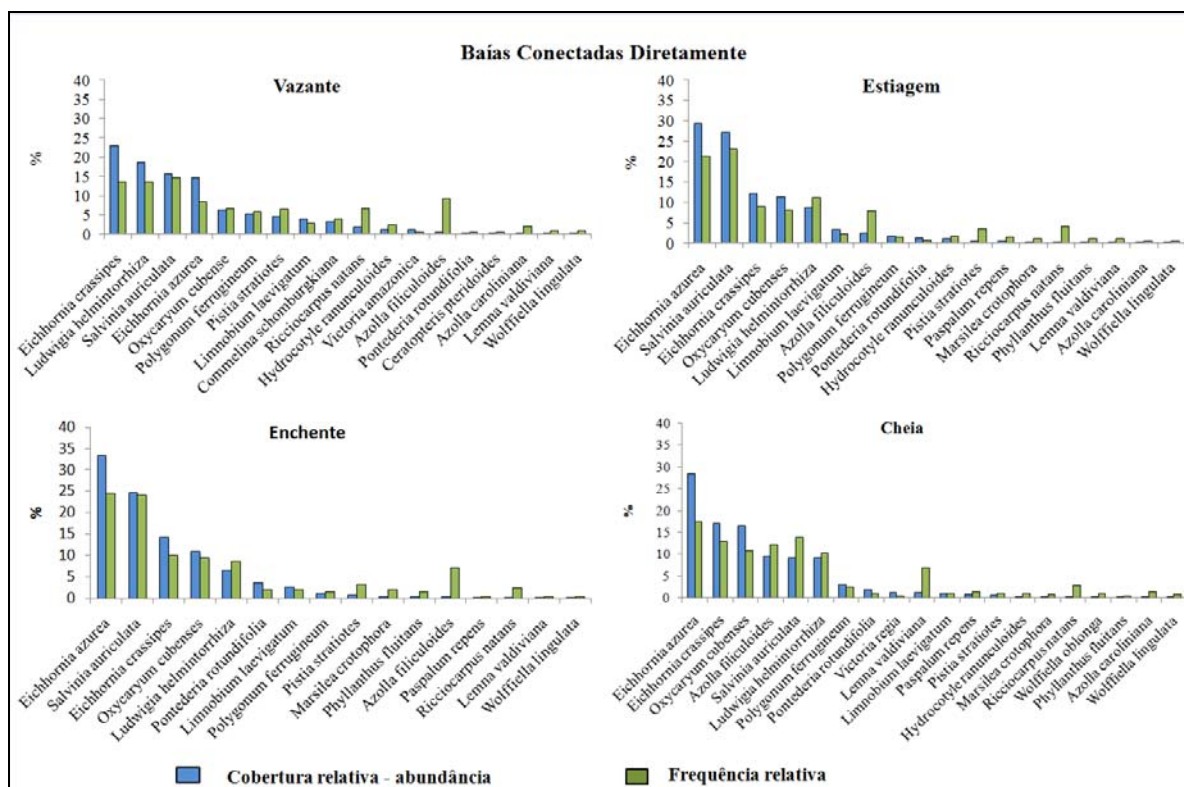 Baías Conectadas Diretamente
Vazante
40
35
30
25
20
15
10
5
0
%
Eichhornia crassipes
Ludwigia helmintorrhiza
Salvinia auriculata
Eichhornia azurea
Oxycaryum cubense
Polygonum ferrugineum
Pistia stratiotes
Limnobium laevigatum
Commelina schomburgkiana
Ricciocarpus natans
Hydrocotyle ranunculoides
Victoria amazonica
Azolla filiculoides
Pontederia rotundifolia
Ceratopteris pteridoides
Azolla caroliniana
Lemna valdiviana
Wolffiella lingulata
Estiagem
40
35
30
25
20
15
10
5
0
%
Eichhornia azurea
Salvinia auriculata
Eichhornia crassipes
Oxycaryum cubenses
Ludwigia helmintorrhiza
Limnobium laevigatum
Azolla filiculoides
Polygonum ferrugineum
Pontederia rotundifolia
Hydrocotyle ranunculoides
Pistia stratiotes
Paspalum repens
Marsilea crotophora
Ricciocarpus natans
Phyllanthus fluitans
Lemna valdiviana
Azolla caroliniana
Wolffiella lingulata
Enchente
40
35
30
25
20
15
10
5
0
%
Eichhornia azurea
Salvinia auriculata
Eichhornia crassipes
Oxycaryum cubenses
Ludwigia helmintorrhiza
Pontederia rotundifolia
Limnobium laevigatum
Polygonum ferrugineum
Pistia stratiotes
Marsilea crotophora
Phyllanthus fluitans
Azolla filiculoides
Paspalum repens
Ricciocarpus natans
Lemna valdiviana
Wolffiella lingulata
Cheia
40
35
30
25
20
15
10
5
0
%
Eichhornia azurea
Eichhornia crassipes
Oxycaryum cubenses
Azolla filiculoides
Salvinia auriculata
Ludwigia helmintorrhiza
Polygonum ferrugineum
Pontederia rotundifolia
Victoria regia
Lemna valdiviana
Limnobium laevigatum
Paspalum repens
Pistia stratiotes
Hydrocotyle ranunculoides
Marsilea crotophora
Ricciocarpus natans
Wolffiella oblonga
Phyllanthus fluitans
Azolla caroliniana
Wolffiella lingulata
Cobertura relativa - abundância
Frequência relativa